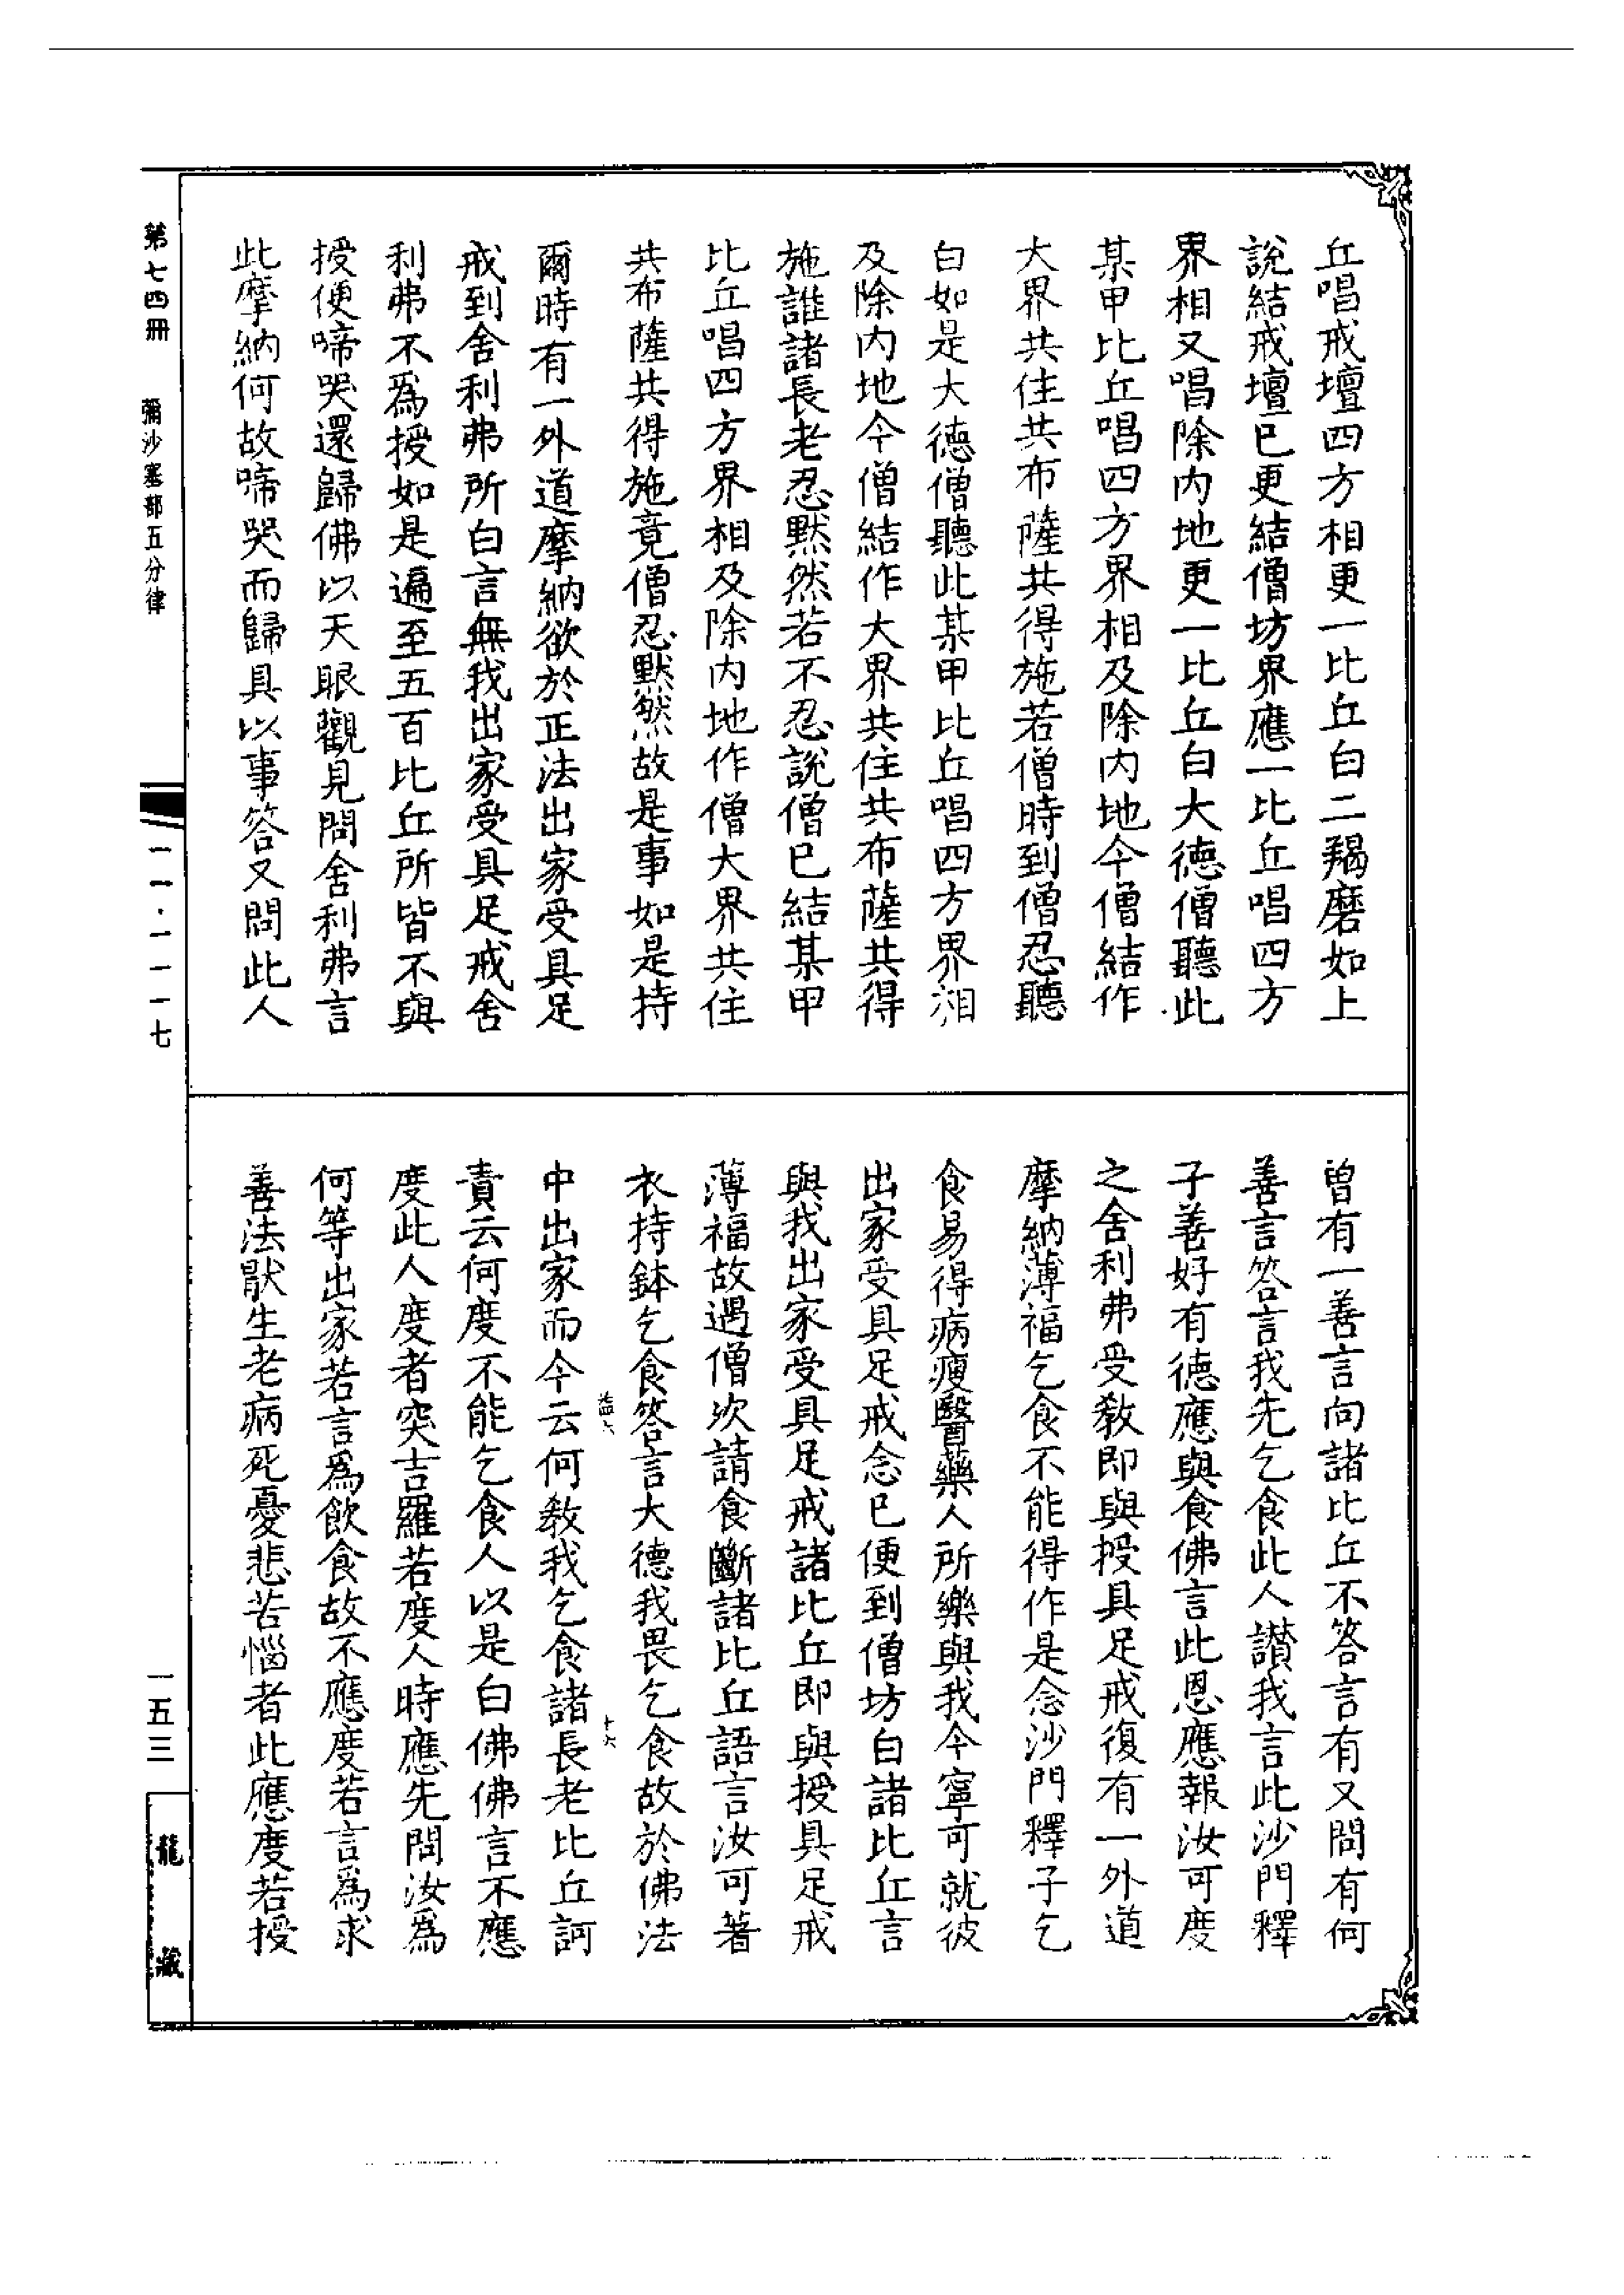 丘唱戒壇四方相更一比丘白二羯磨如上
說結戒壇已更結僧坊界應一比丘唱四方
界相又唱除内地更一比丘白大德僧聽此
某甲比丘唱四方界相及除内地今僧結作
大界共住共布薩共得施若僧時到僧忍聽
白如是大德僧聽此某甲比丘唱四方界相
及除内地今僧結作大界共住共布薩共得
施誰諸長老忍默然若不忍說僧已結某甲
比丘唱四方界相及除内地作僧大界共住
共布薩共得施竟僧忍默然故是事如是持
爾時有一外道摩納欲於正法出家受具足
戒到舍利弗所白言無我出家受具足戒舍
利弗不爲授如是遍至五百比丘所皆不與
授便啼哭還歸佛以天眼觀見問舍利弗言
此摩納何故啼哭而歸具以事答又問此人
曾有一善言向諸比丘不答言有又問有何
善言答言我先乞食此人讃我言此沙門釋
子善好有德應與食佛言此恩應報汝可度
之舍利弗受敎即與授具足戒復有一外道
摩納薄福乞食不能得作是念沙門釋子乞
食易得病瘦醫藥人所樂與我今寧可就彼
出家受具足戒念已便到僧坊白諸比丘言
與我出家受具足戒諸比丘即與授具足戒
薄福故遇僧次請食斷諸比丘語言汝可著
衣持鉢乞食答言大德我畏乞食故於佛法
中出家而今云何敎我乞食諸長老比丘訶
責云何度不能乞食人以是白佛佛言不應
度此人度者突吉羅若度人時應先問汝爲
何等出家若言爲飲食故不應度若言爲求
善法猒生老病死憂悲苦惱者此應度若授
第七四冊 彌沙塞部五分律
一一·一一一七
一五三
龍藏